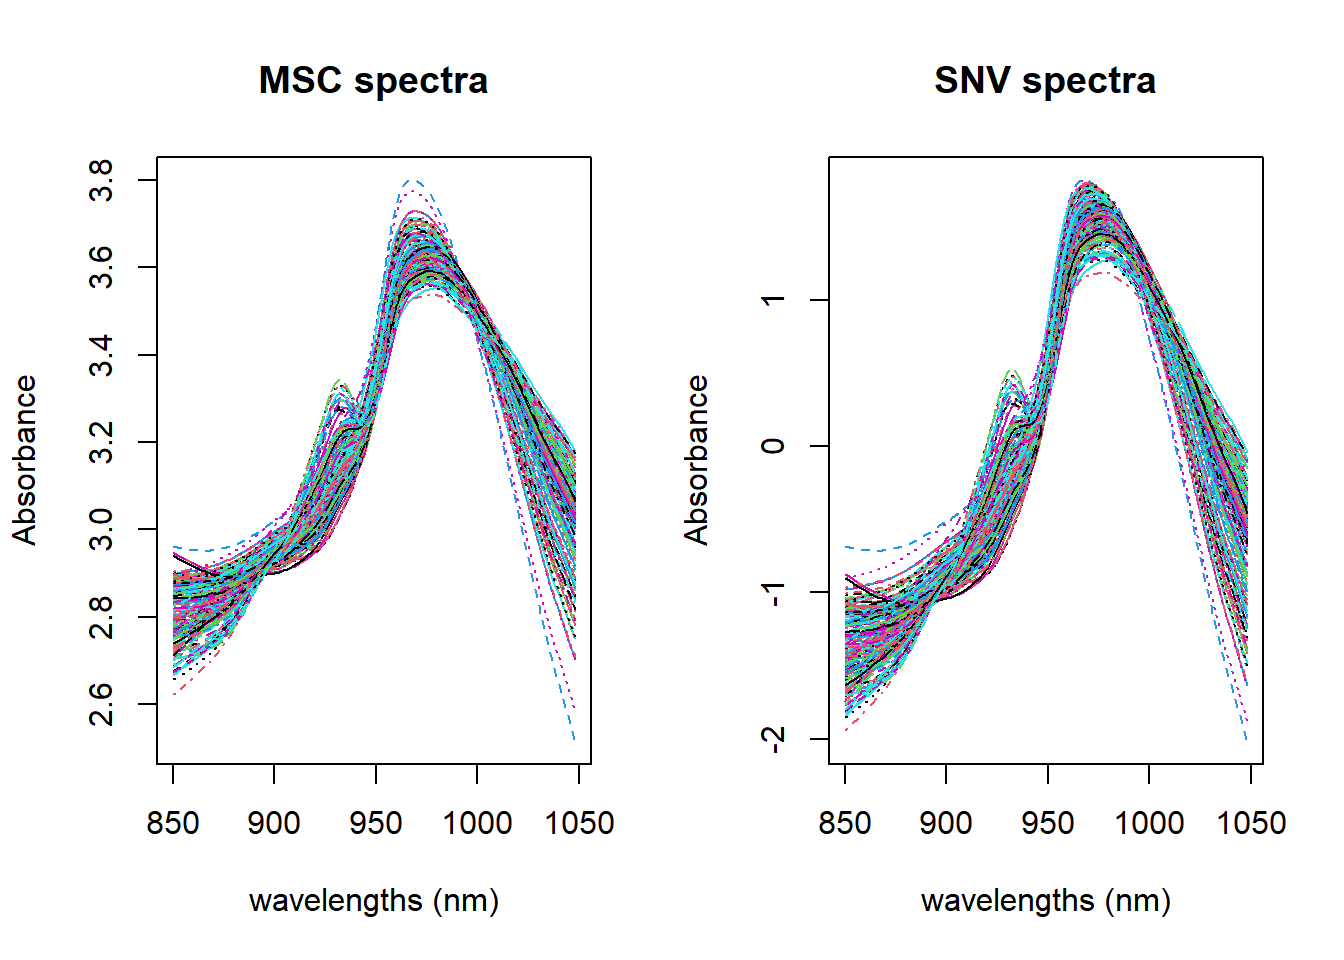 MSC spectra
Absorbance
3.8
3.6
3.4
3.2
3.0
2.8
2.6
850 900 950 1000 1050
wavelengths (nm)
SNV spectra
Absorbance
1
0
-1
-2
850 900 950 1000 1050
wavelengths (nm)